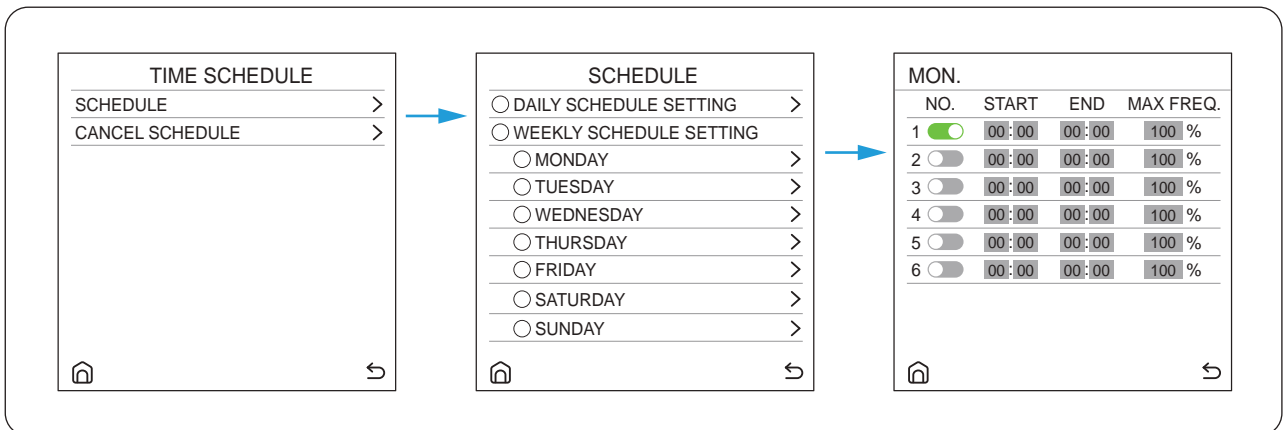 TIME SCHEDULE
SCHEDULE
CANCEL SCHEDULE
SCHEDULE
DAILY SCHEDULE SETTING
WEEKLY SCHEDULE SETTING
MONDAY
TUESDAY
WEDNESDAY
THURSDAY
FRIDAY
SATURDAY
SUNDAY
MON.
NO. START END MAX FREQ.
1 00:00 00:00 100 %
2 00:00 00:00 100 %
3 00:00 00:00 100 %
4 00:00 00:00 100 %
5 00:00 00:00 100 %
6 00:00 00:00 100 %